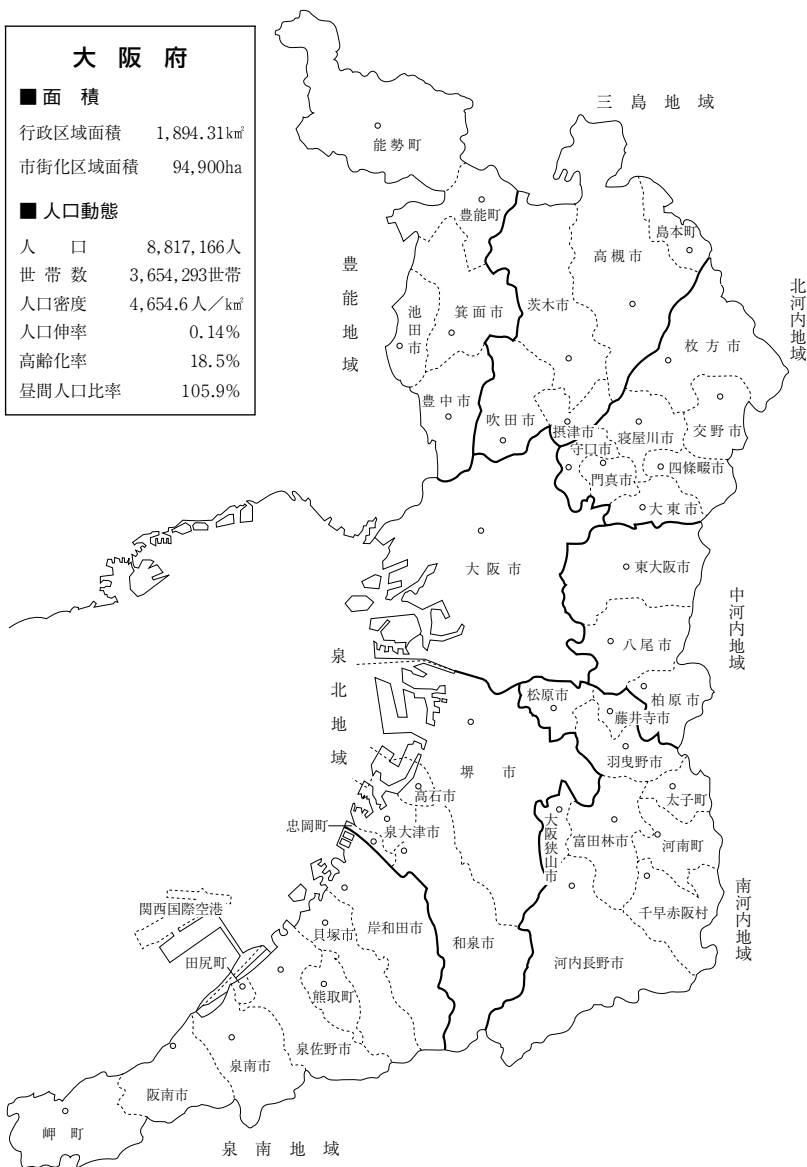 大阪府
■面積
行政区域面積 1,894.31㎢
市街化区域面積 94,900ha
■人口動態
人口 8,817,166人
世帯数 3,654,293世帯
人口密度 4,654.6人／㎢
人口伸率 0.14%
高齢化率 18.5%
昼間人口比率 105.9%
三島地域
能勢町
豊能町
島本町
高槻市
豊能地域
茨木市
箕面市
池田市
北河内地域
枚方市
豊中市
吹田市
摂津市
寝屋川市
交野市
守口市
門真市
四條畷市
大東市
大阪市
東大阪市
中河内地域
八尾市
泉北地域
松原市
柏原市
藤井寺市
羽曳野市
堺市
高石市
太子町
忠岡町
泉大津市
大阪狭山市
富田林市
河南町
南河内地域
千早赤阪村
関西国際空港
貝塚市
岸和田市
和泉市
河内長野市
田尻町
熊取町
泉佐野市
泉南市
阪南市
岬町
泉南地域